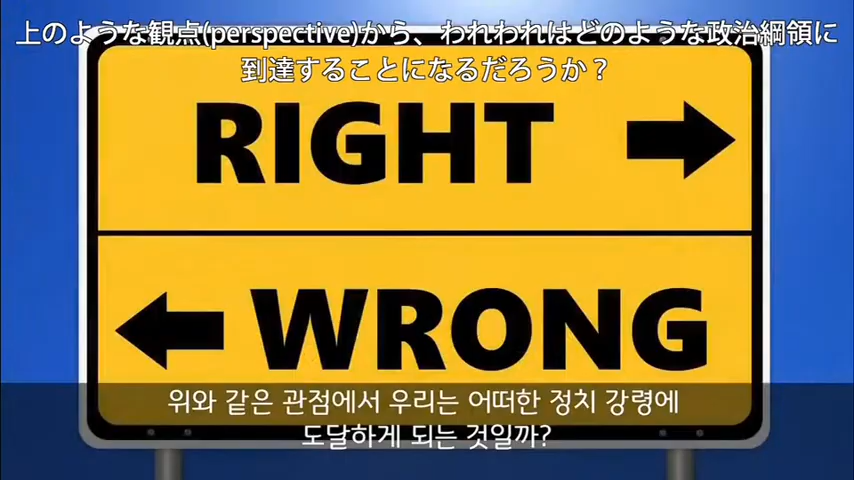 上のような観点(perspective)から、われわれはどのような政治綱領に
到達することになるだろうか？
RIGHT
WRONG
위와 같은 관점에서 우리는 어떠한 정치 강령에
도달하게 되는 것일까?